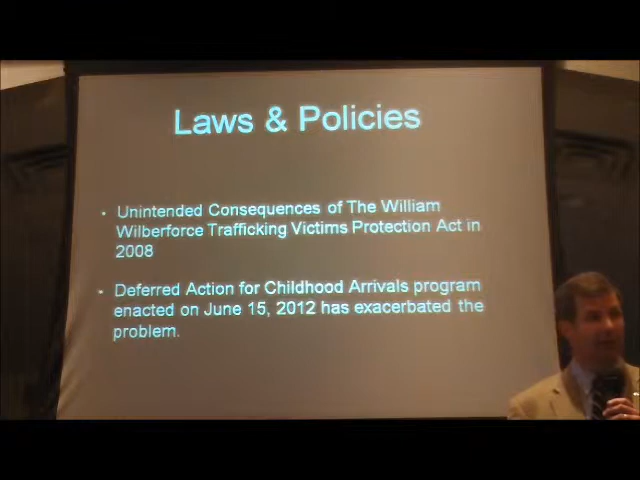 Laws & Policies
• Unintended Consequences of The William
Wilberforce Trafficking Victims Protection Act in
2008
• Deferred Action for Childhood Arrivals program
enacted on June 15, 2012 has exacerbated the
problem.